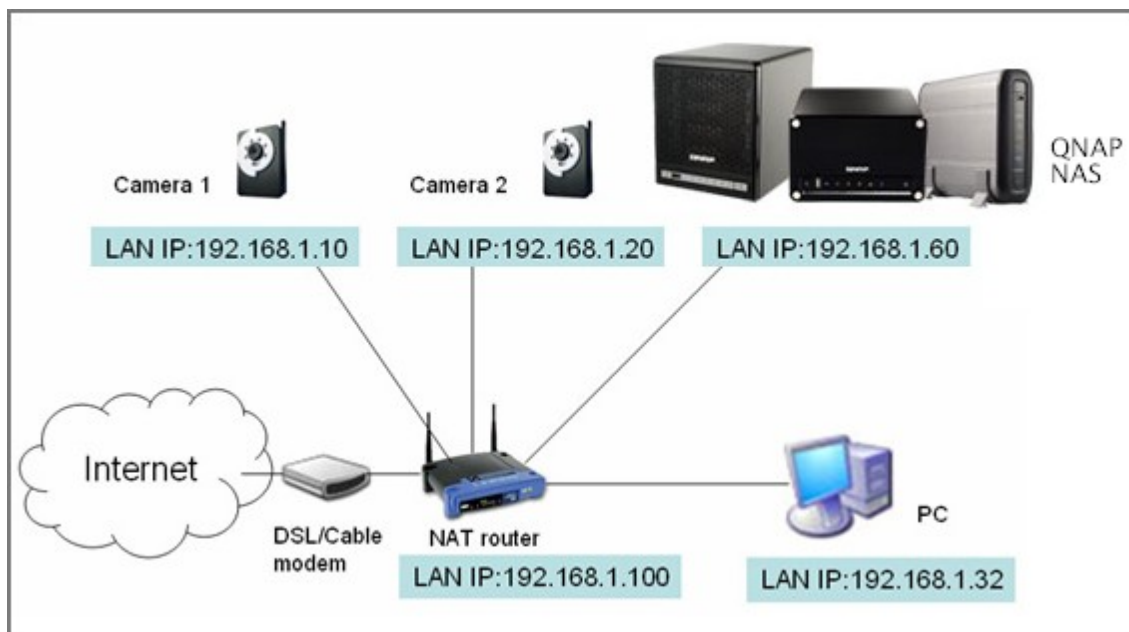 QNAP
NAS
Camera 1
Camera 2
LAN IP:192.168.1.10
LAN IP:192.168.1.20
LAN IP:192.168.1.60
QNAP
QNAP
Internet
DSL/Cable
modem
NAT router
PC
LAN IP:192.168.1.100
LAN IP:192.168.1.32